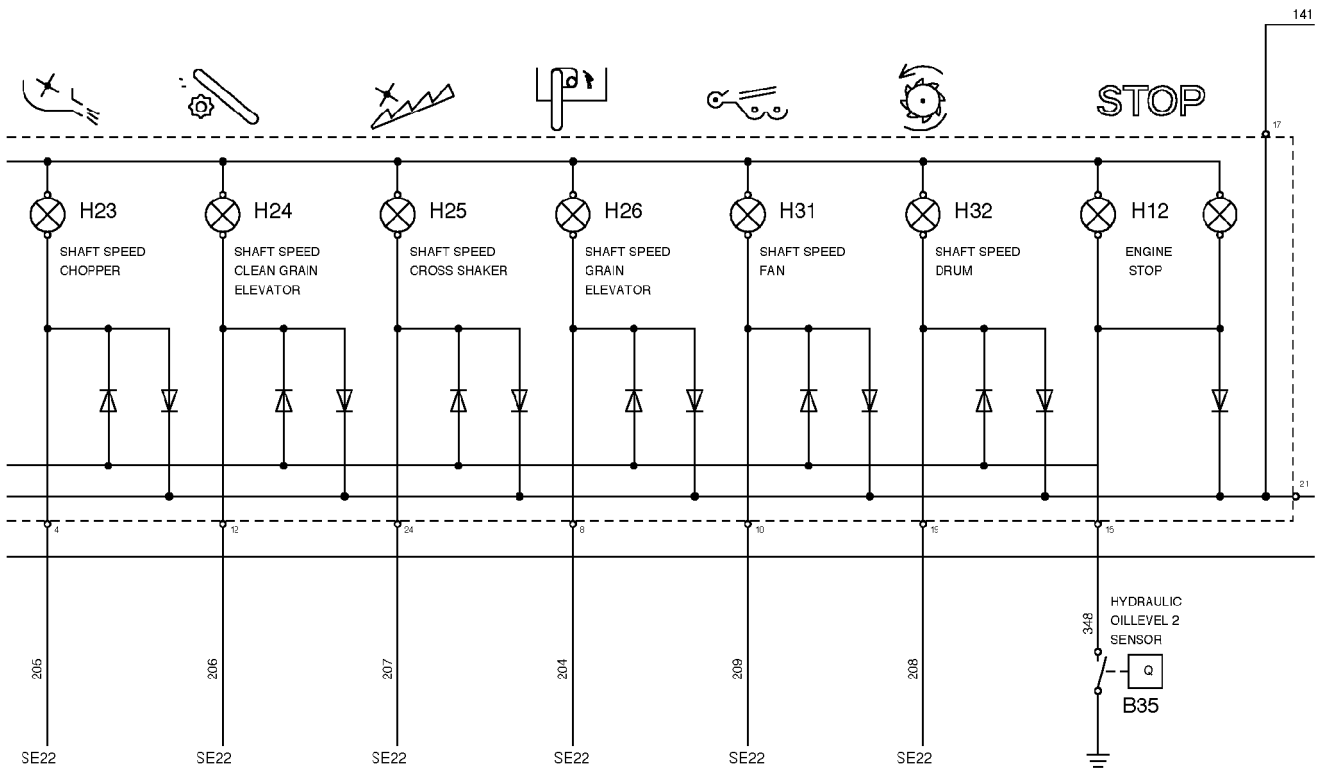 141
STOP
17
H23
H24
H25
H26
H31
H32
H12
SHAFT SPEED
CHOPPER
SHAFT SPEED
CLEAN GRAIN
ELEVATOR
SHAFT SPEED
CROSS SHAKER
SHAFT SPEED
GRAIN
ELEVATOR
SHAFT SPEED
FAN
SHAFT SPEED
DRUM
ENGINE
STOP
21
4
12
24
8
10
19
15
HYDRAULIC
OILLEVEL 2
SENSOR
205
206
207
204
209
208
348
Q
B35
SE22
SE22
SE22
SE22
SE22
SE22